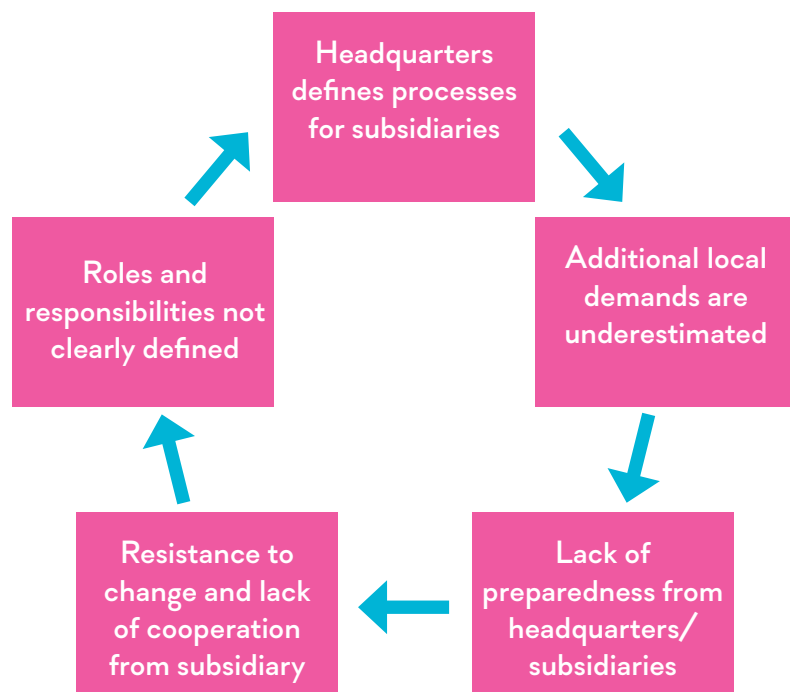 Headquarters
defines processes
for subsidiaries
Additional local
demands are
underestimated
Lack of
preparedness from
headquarters/
subsidiaries
Resistance to
change and lack
of cooperation
from subsidiary
Roles and
responsibilities not
clearly defined